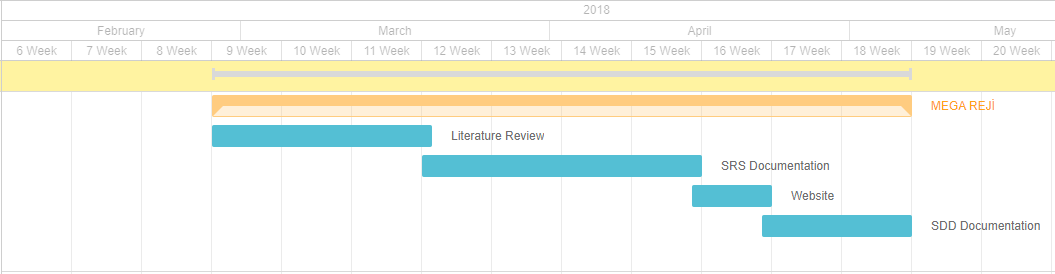 2018
February March April May
6 Week 7 Week 8 Week 9 Week 10 Week 11 Week 12 Week 13 Week 14 Week 15 Week 16 Week 17 Week 18 Week 19 Week 20 Week
MEGA REJİ
Literature Review
SRS Documentation
Website
SDD Documentation